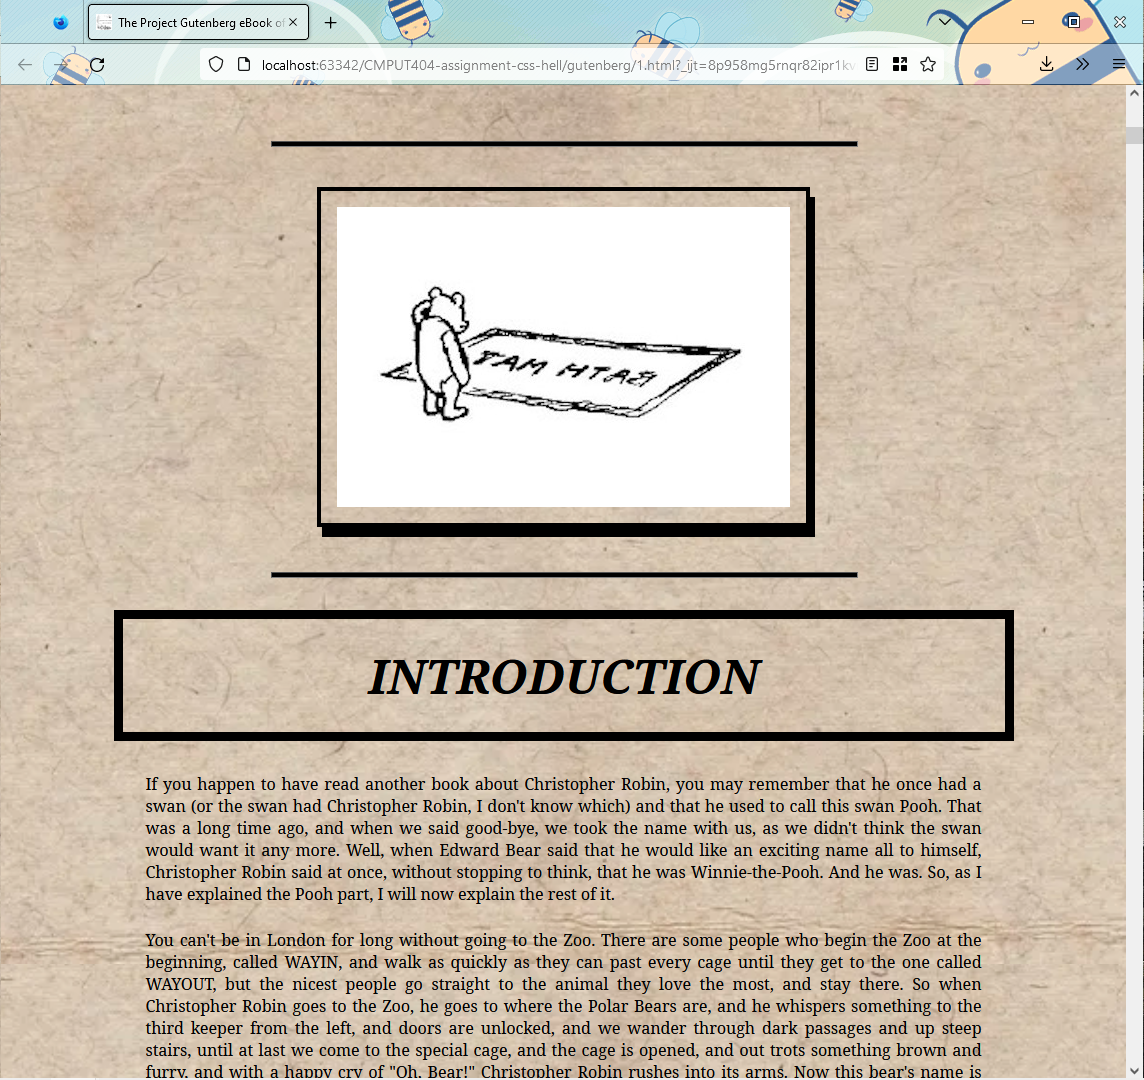 The Project Gutenberg eBook of
localhost:63342/CMPUT404-assignment-css-hell/gutenberg/1.html?_ijt=8p958mg5rnqr82ipr1kv
ТАМ НТАЯ
INTRODUCTION
If you happen to have read another book about Christopher Robin, you may remember that he once had a
swan (or the swan had Christopher Robin, I don't know which) and that he used to call this swan Pooh. That
was a long time ago, and when we said good-bye, we took the name with us, as we didn't think the swan
would want it any more. Well, when Edward Bear said that he would like an exciting name all to himself,
Christopher Robin said at once, without stopping to think, that he was Winnie-the-Pooh. And he was. So, as I
have explained the Pooh part, I will now explain the rest of it.
You can't be in London for long without going to the Zoo. There are some people who begin the Zoo at the
beginning, called WAYIN, and walk as quickly as they can past every cage until they get to the one called
WAYOUT, but the nicest people go straight to the animal they love the most, and stay there. So when
Christopher Robin goes to the Zoo, he goes to where the Polar Bears are, and he whispers something to the
third keeper from the left, and doors are unlocked, and we wander through dark passages and up steep
stairs, until at last we come to the special cage, and the cage is opened, and out trots something brown and
furry, and with a happy cry of "Oh, Bear!" Christopher Robin rushes into its arms. Now this bear's name is